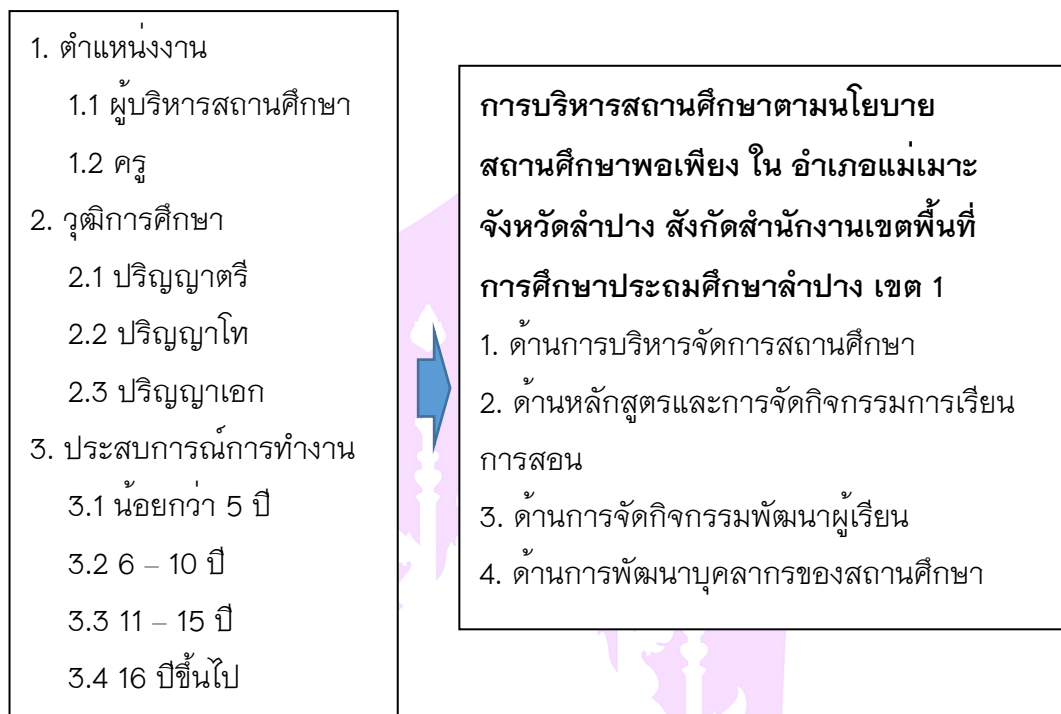 1. ตำแหน่งงาน
1.1 ผู้บริหารสถานศึกษา
1.2 ครู
2. วุฒิการศึกษา
2.1 ปริญญาตรี
2.2 ปริญญาโท
2.3 ปริญญาเอก
3. ประสบการณ์การทำงาน
3.1 น้อยกว่า 5 ปี
3.2 6 – 10 ปี
3.3 11 – 15 ปี
3.4 16 ปีขึ้นไป
การบริหารสถานศึกษาตามนโยบาย
สถานศึกษาพอเพียง ใน อำเภอแม่เมาะ
จังหวัดลำปาง สังกัดสำนักงานเขตพื้นที่
การศึกษาประถมศึกษาลำปาง เขต 1
1. ด้านการบริหารจัดการสถานศึกษา
2. ด้านหลักสูตรและการจัดกิจกรรมการเรียน
การสอน
3. ด้านการจัดกิจกรรมพัฒนาผู้เรียน
4. ด้านการพัฒนาบุคลากรของสถานศึกษา